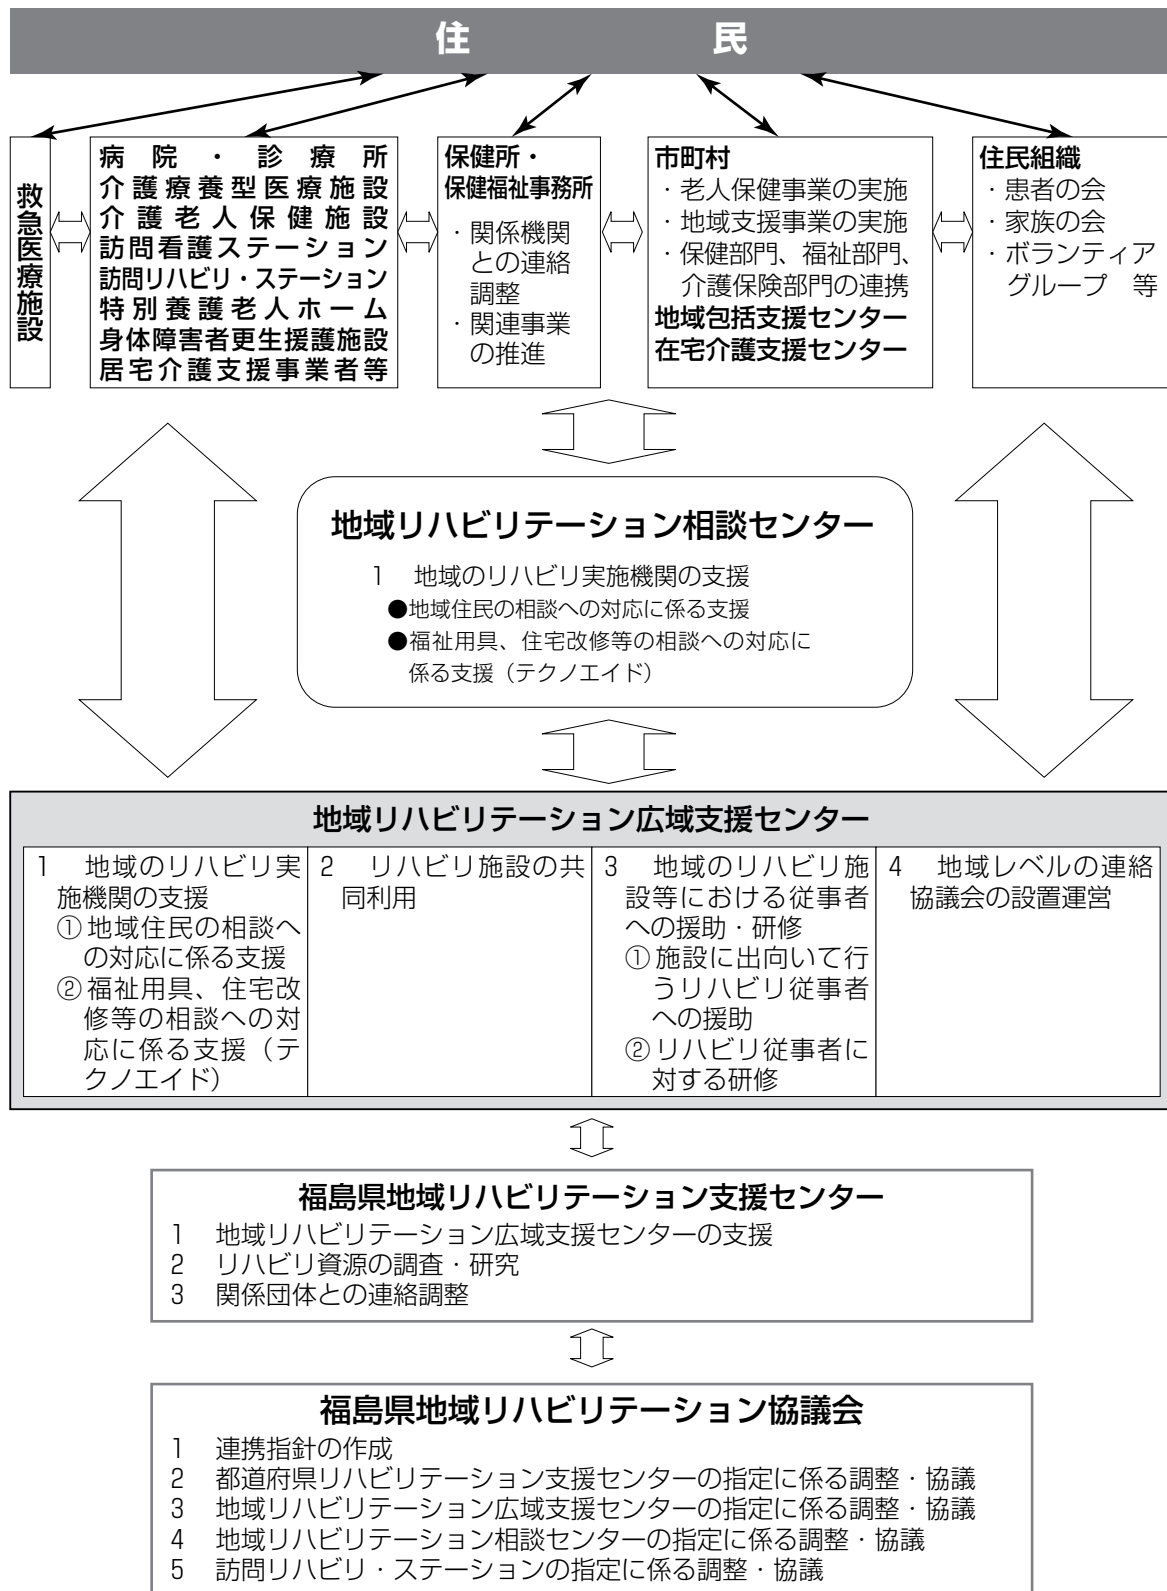 住民
救急医療施設
病院・診療所
介護療養型医療施設
介護老人保健施設
訪問看護ステーション
訪問リハビリ・ステーション
特別養護老人ホーム
身体障害者更生援護施設
居宅介護支援事業者等
保健所・
保健福祉事務所
・関係機関
との連絡
調整
・関連事業
の推進
市町村
・老人保健事業の実施
・地域支援事業の実施
・保健部門、福祉部門、
介護保険部門の連携
地域包括支援センター
在宅介護支援センター
住民組織
・患者の会
・家族の会
・ボランティア
グループ 等
地域リハビリテーション相談センター
1 地域のリハビリ実施機関の支援
●地域住民の相談への対応に係る支援
●福祉用具、住宅改修等の相談への対応に
係る支援（テクノエイド）
地域リハビリテーション広域支援センター
1 地域のリハビリ実
施機関の支援
①地域住民の相談へ
の対応に係る支援
②福祉用具、住宅改
修等の相談への対
応に係る支援（テ
クノエイド）
2 リハビリ施設の共
同利用
3 地域のリハビリ施
設等における従事者
への援助・研修
①施設に出向いて行
うリハビリ従事者
への援助
②リハビリ従事者に
対する研修
4 地域レベルの連絡
協議会の設置運営
福島県地域リハビリテーション支援センター
1 地域リハビリテーション広域支援センターの支援
2 リハビリ資源の調査・研究
3 関係団体との連絡調整
福島県地域リハビリテーション協議会
1 連携指針の作成
2 都道府県リハビリテーション支援センターの指定に係る調整・協議
3 地域リハビリテーション広域支援センターの指定に係る調整・協議
4 地域リハビリテーション相談センターの指定に係る調整・協議
5 訪問リハビリ・ステーションの指定に係る調整・協議